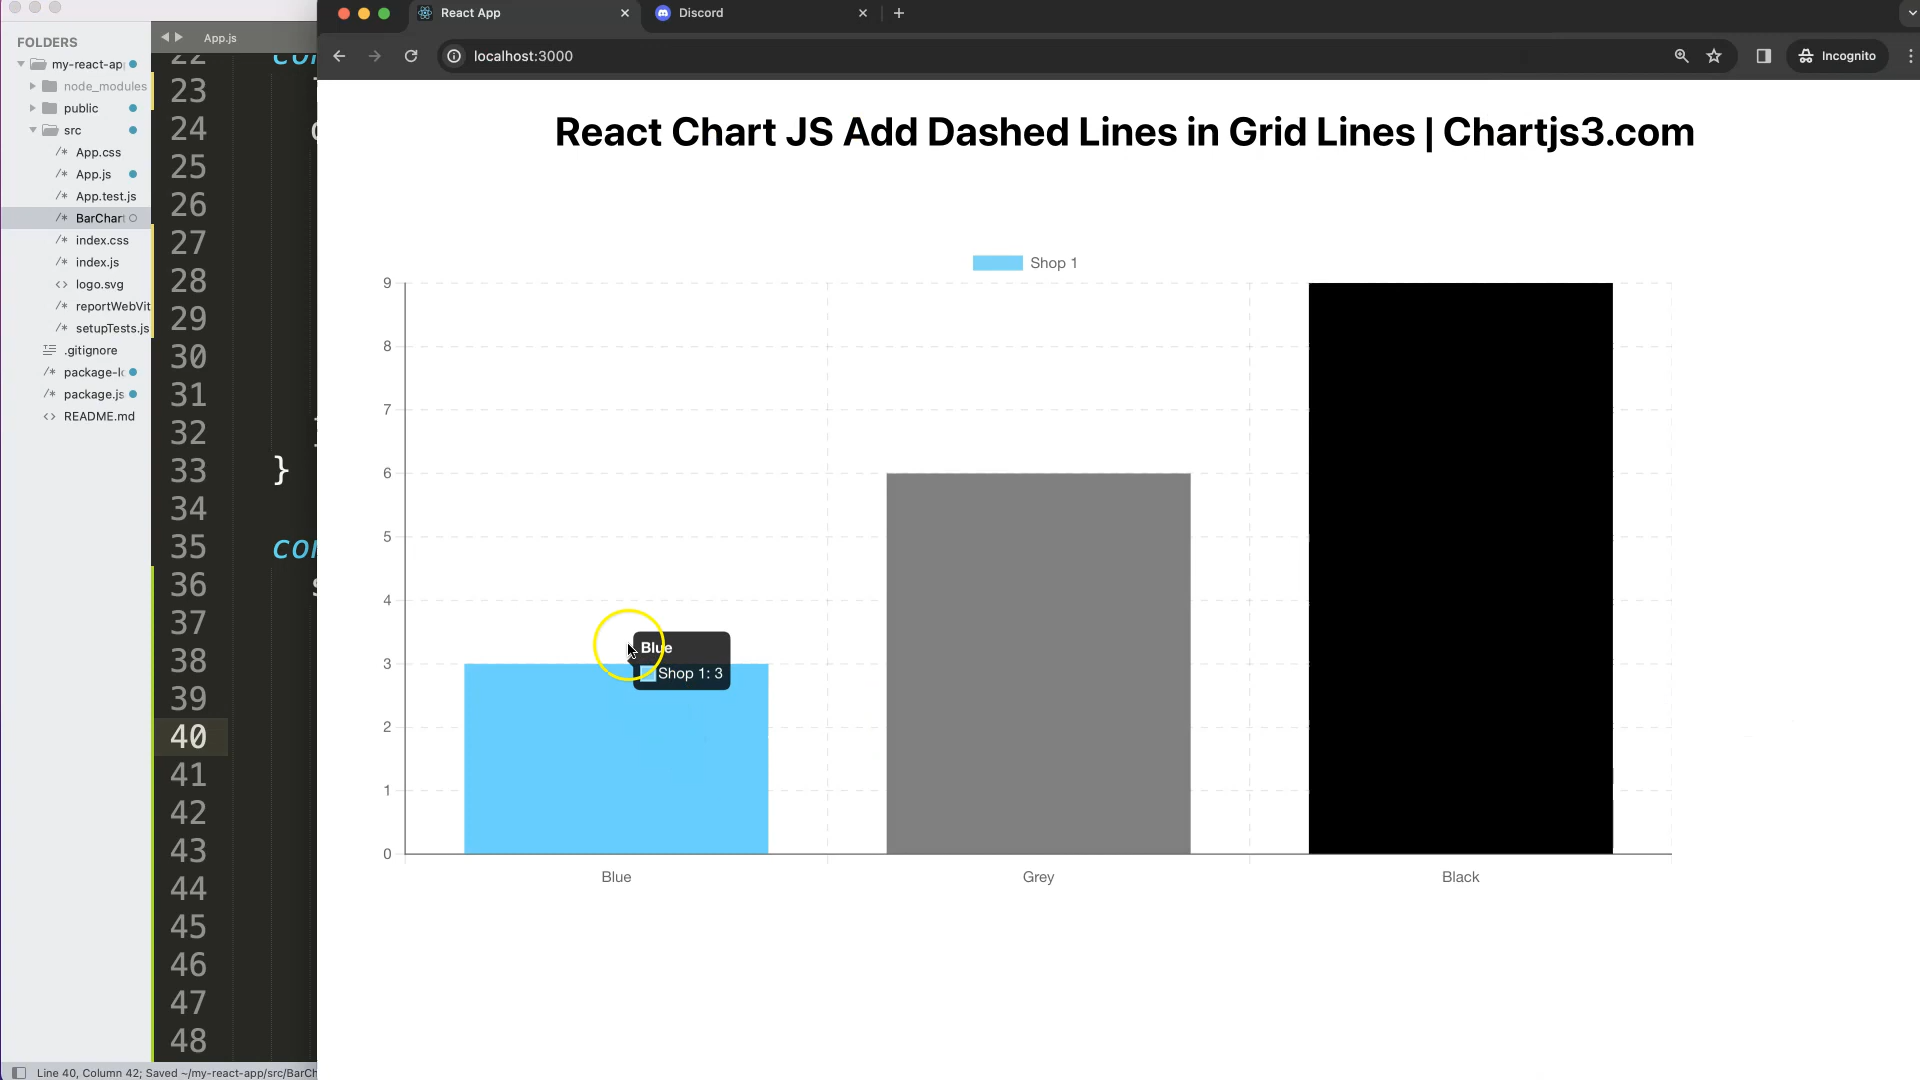 FOLDERS
my-react-ap
node_modules
public
src
App.css
App.js
App.test.js
BarChar
index.css
index.js
logo.svg
reportWebVit
setupTests.js
.gitignore
package-lo
package.js
README.md
App.js
22
23
24
25
26
27
28
29
30
31
32
33 }
34
35 con
36
37
38
39
40
41
42
43
44
45
46
47
48
Line 40, Column 42; Saved ~/my-react-app/src/BarCh
React App
Discord
localhost:3000
Incognito
React Chart JS Add Dashed Lines in Grid Lines | Chartjs3.com
Shop 1
9
8
7
6
5
4
3
2
1
0
Blue
Shop 1: 3
Blue Grey Black